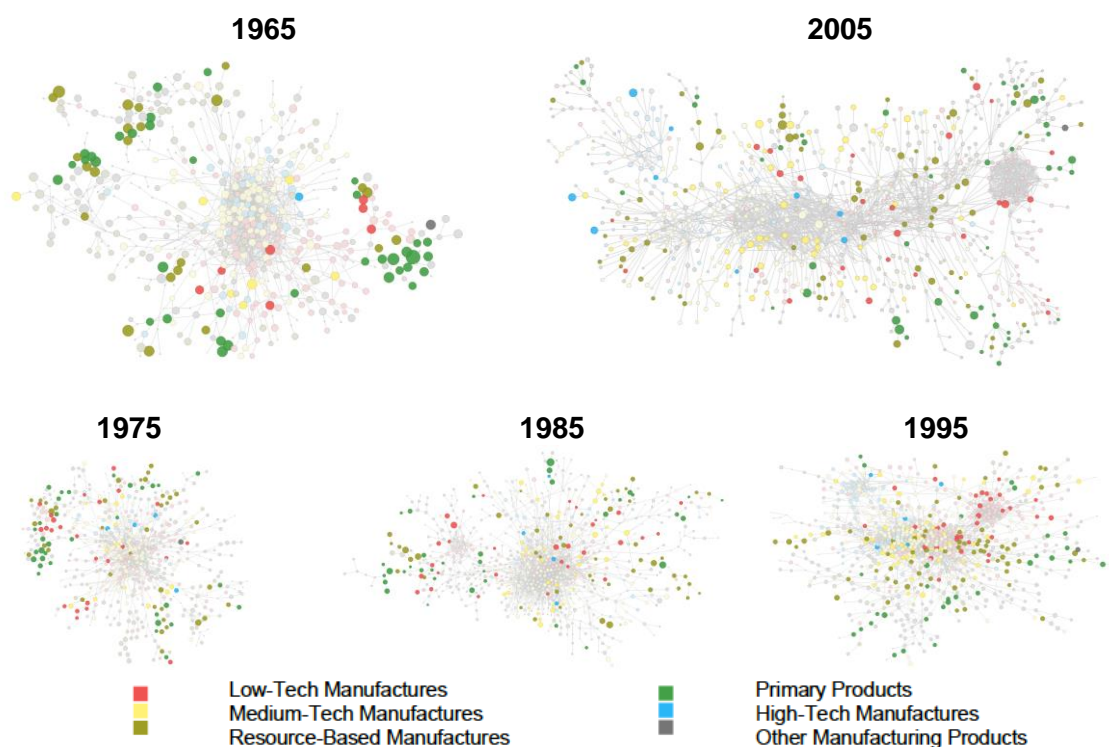 1965
2005
1975
1985
1995
Low-Tech Manufactures
Medium-Tech Manufactures
Resource-Based Manufactures
Primary Products
High-Tech Manufactures
Other Manufacturing Products